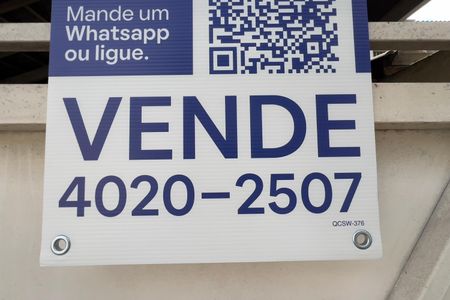 Mande um
Whatsapp
ou ligue.
VENDE
4020-2507
QCSW-376